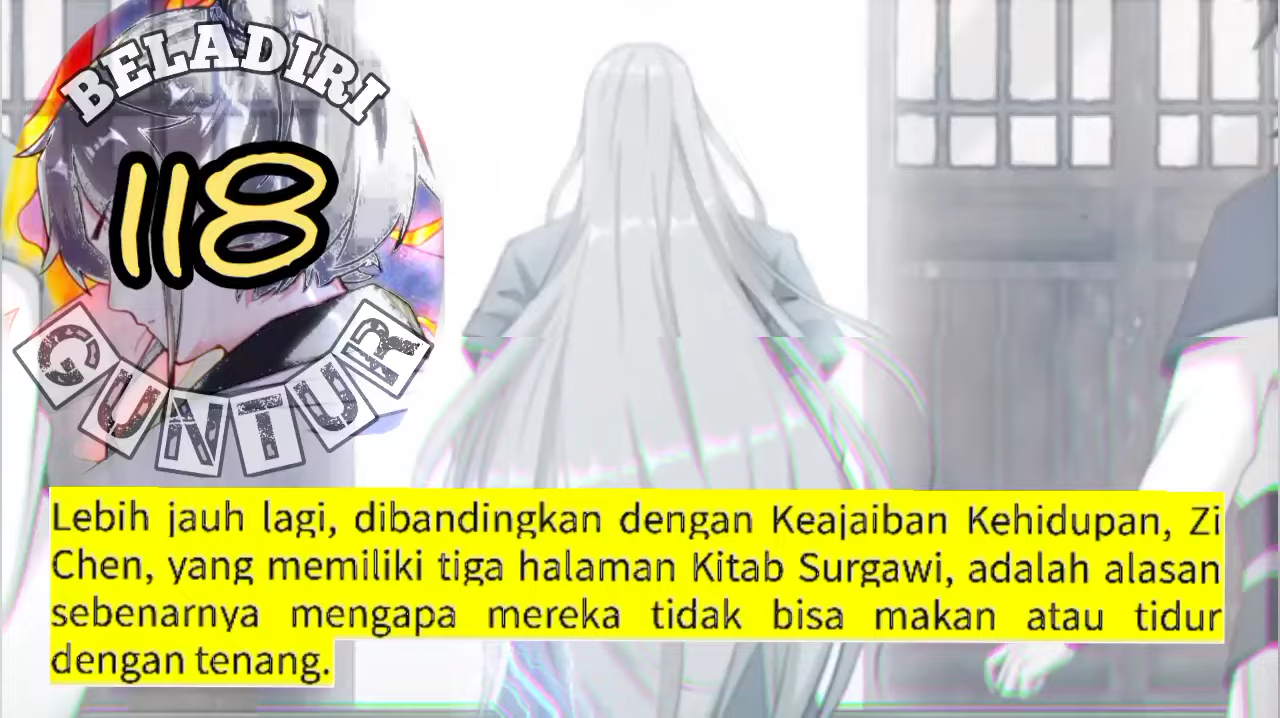 BELADIRI
118
GUNTUR
Lebih jauh lagi, dibandingkan dengan Keajaiban Kehidupan, Zi
Chen, yang memiliki tiga halaman Kitab Surgawi, adalah alasan
sebenarnya mengapa mereka tidak bisa makan atau tidur
dengan tenang.